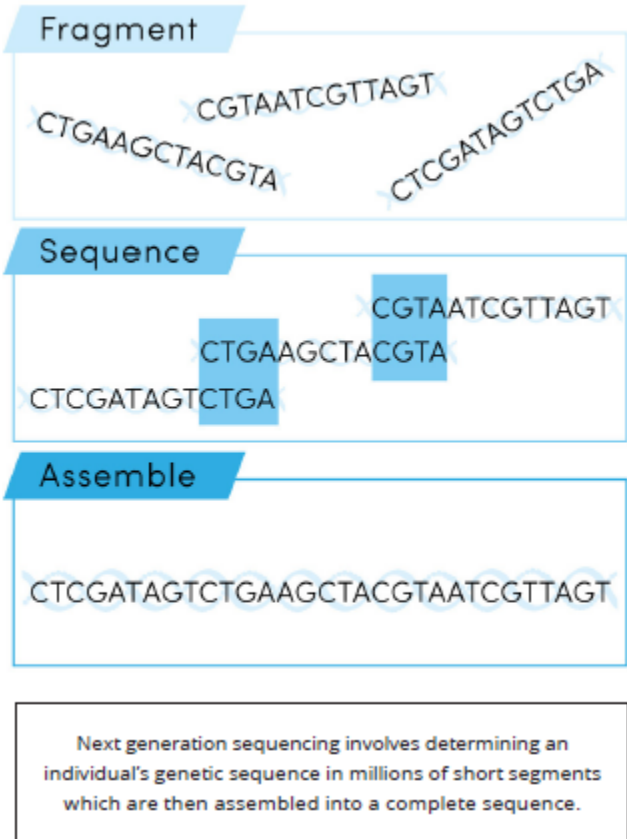 Fragment
CGTAATCGTTAGT
CTGAAGCTACGTA
CTCGATAGTCTGA
Sequence
CGTAATCGTTAGT
CTGAAGCTACGTA
CTCGATAGTCTGA
Assemble
CTCGATAGTCTGAAGCTACGTAATCGTTAGT
Next generation sequencing involves determining an
individual's genetic sequence in millions of short segments
which are then assembled into a complete sequence.